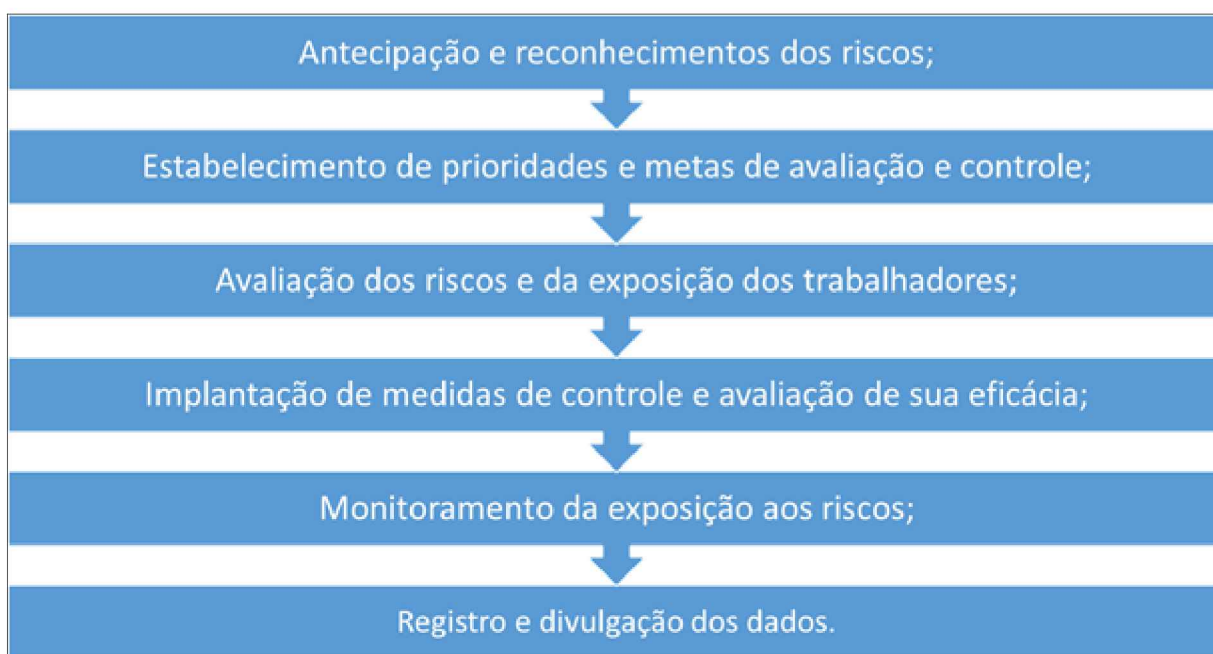 Antecipação e reconhecimentos dos riscos;
Estabelecimento de prioridades e metas de avaliação e controle;
Avaliação dos riscos e da exposição dos trabalhadores;
Implantação de medidas de controle e avaliação de sua eficácia;
Monitoramento da exposição aos riscos;
Registro e divulgação dos dados.